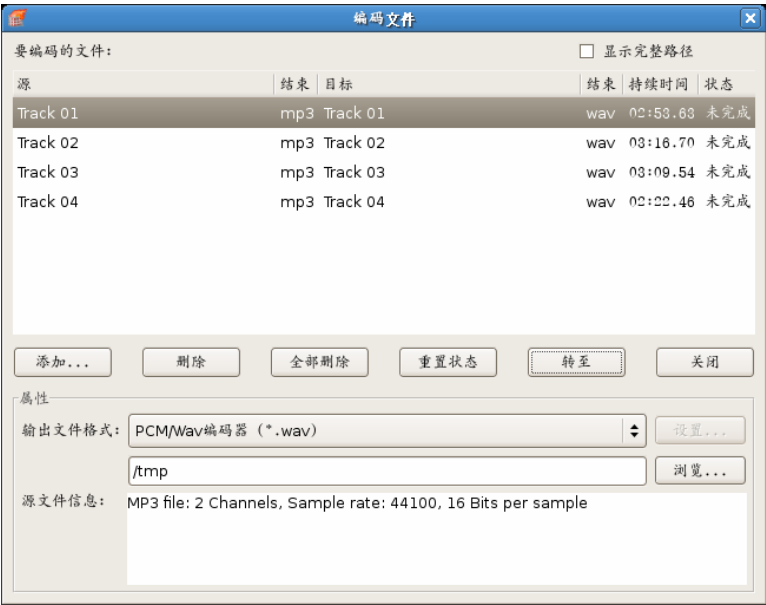 编码文件
要编码的文件: 显示完整路径
源 结束 目标 结束 持续时间 状态
Track 01 mp3 Track 01 wav 02:53.63 未完成
Track 02 mp3 Track 02 wav 03:16.70 未完成
Track 03 mp3 Track 03 wav 03:09.54 未完成
Track 04 mp3 Track 04 wav 02:22.46 未完成
添加... 删除 全部删除 重置状态 转至 关闭
属性
输出文件格式: PCM/Wav编码器 (*.wav) 设置...
/tmp 浏览...
源文件信息: MP3 file: 2 Channels, Sample rate: 44100, 16 Bits per sample